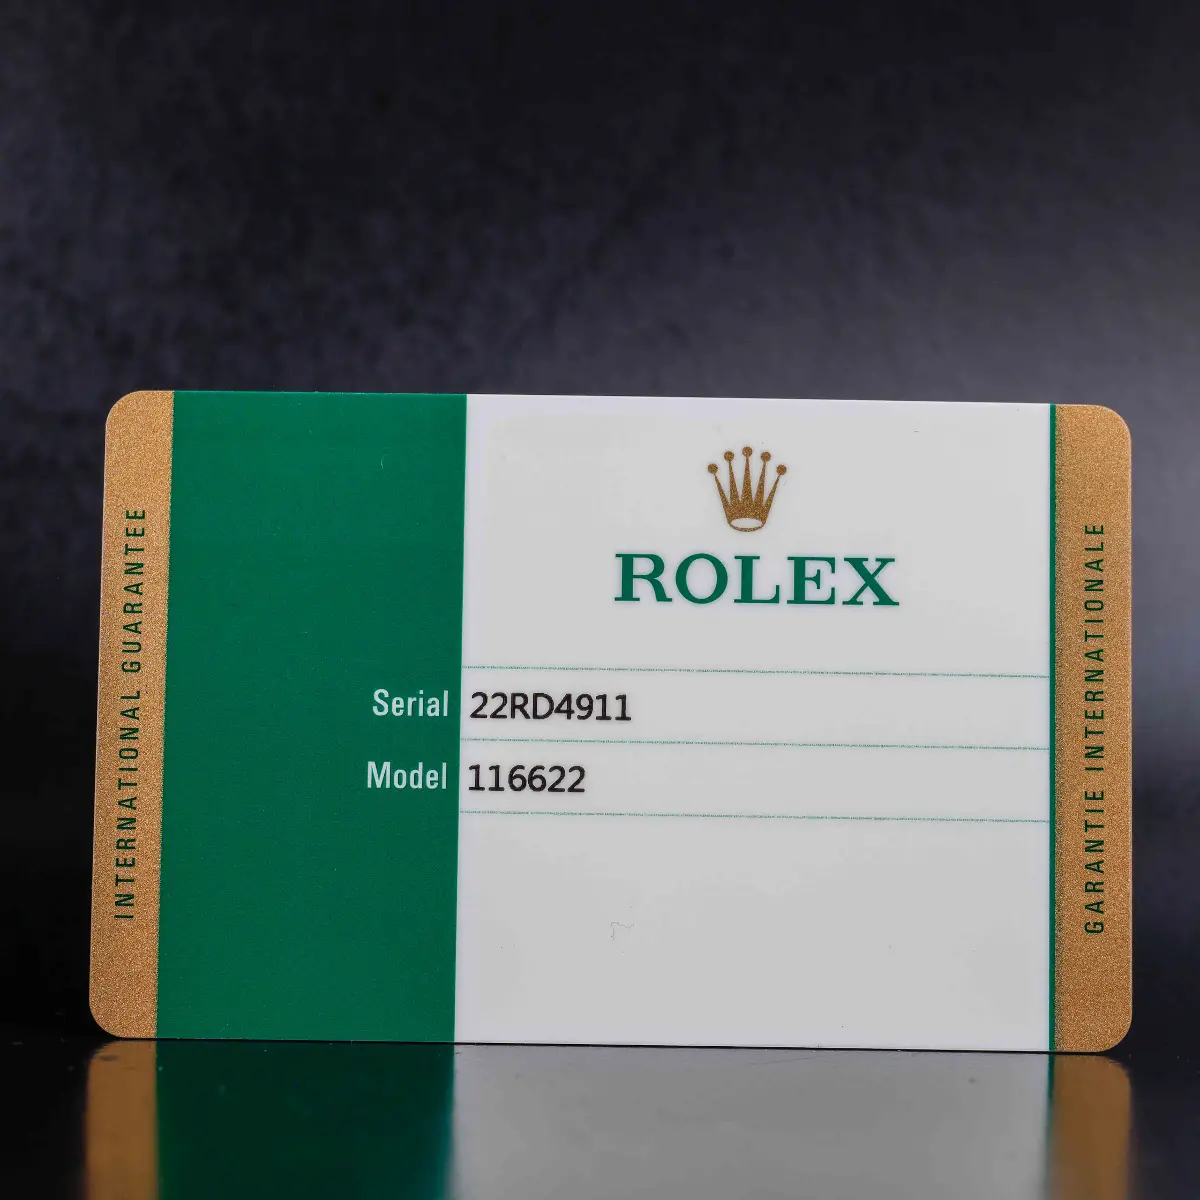 INTERNATIONAL GUARANTEE
ROLEX
Serial 22RD4911
Model 116622
GARANTIE INTERNATIONALE